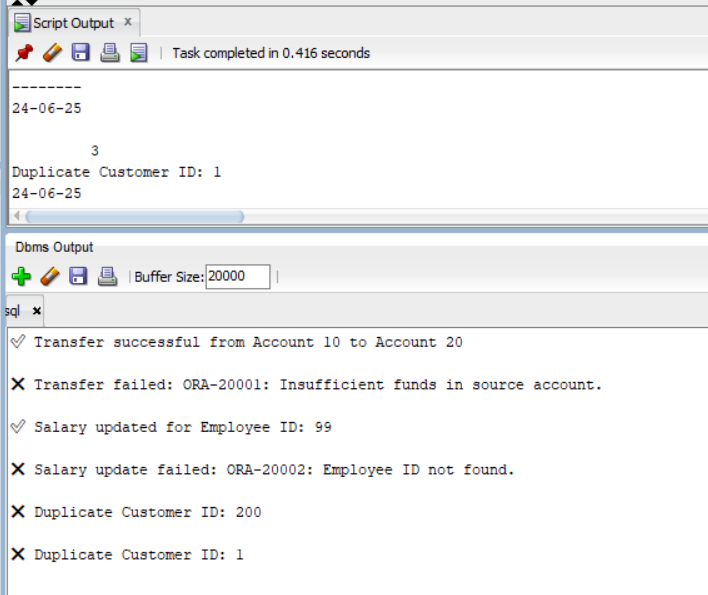 Script Output
Task completed in 0.416 seconds
--------
24-06-25
3
Duplicate Customer ID: 1
24-06-25
Dbms Output
Buffer Size: 20000
sql
✓ Transfer successful from Account 10 to Account 20
✕ Transfer failed: ORA-20001: Insufficient funds in source account.
✓ Salary updated for Employee ID: 99
✕ Salary update failed: ORA-20002: Employee ID not found.
✕ Duplicate Customer ID: 200
✕ Duplicate Customer ID: 1